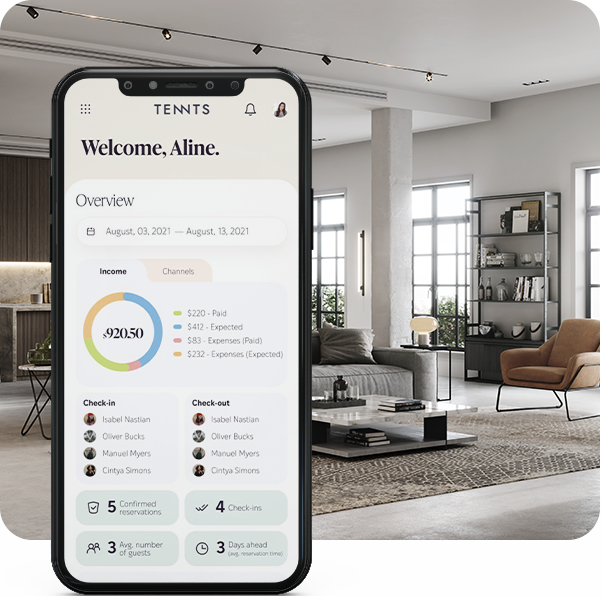 TENNTS
Welcome, Aline.
Overview
August, 03, 2021 — August, 13, 2021
Income
Channels
$920.50
$220 - Paid
$412 - Expected
$83 - Expenses (Paid)
$232 - Expenses (Expected)
Check-in
Isabel Nastian
Oliver Bucks
Manuel Myers
Cintya Simons
Check-out
Isabel Nastian
Oliver Bucks
Manuel Myers
Cintya Simons
5 Confirmed
reservations
4 Check-ins
3 Avg. number
of guests
3 Days ahead
(avg. reservation time)